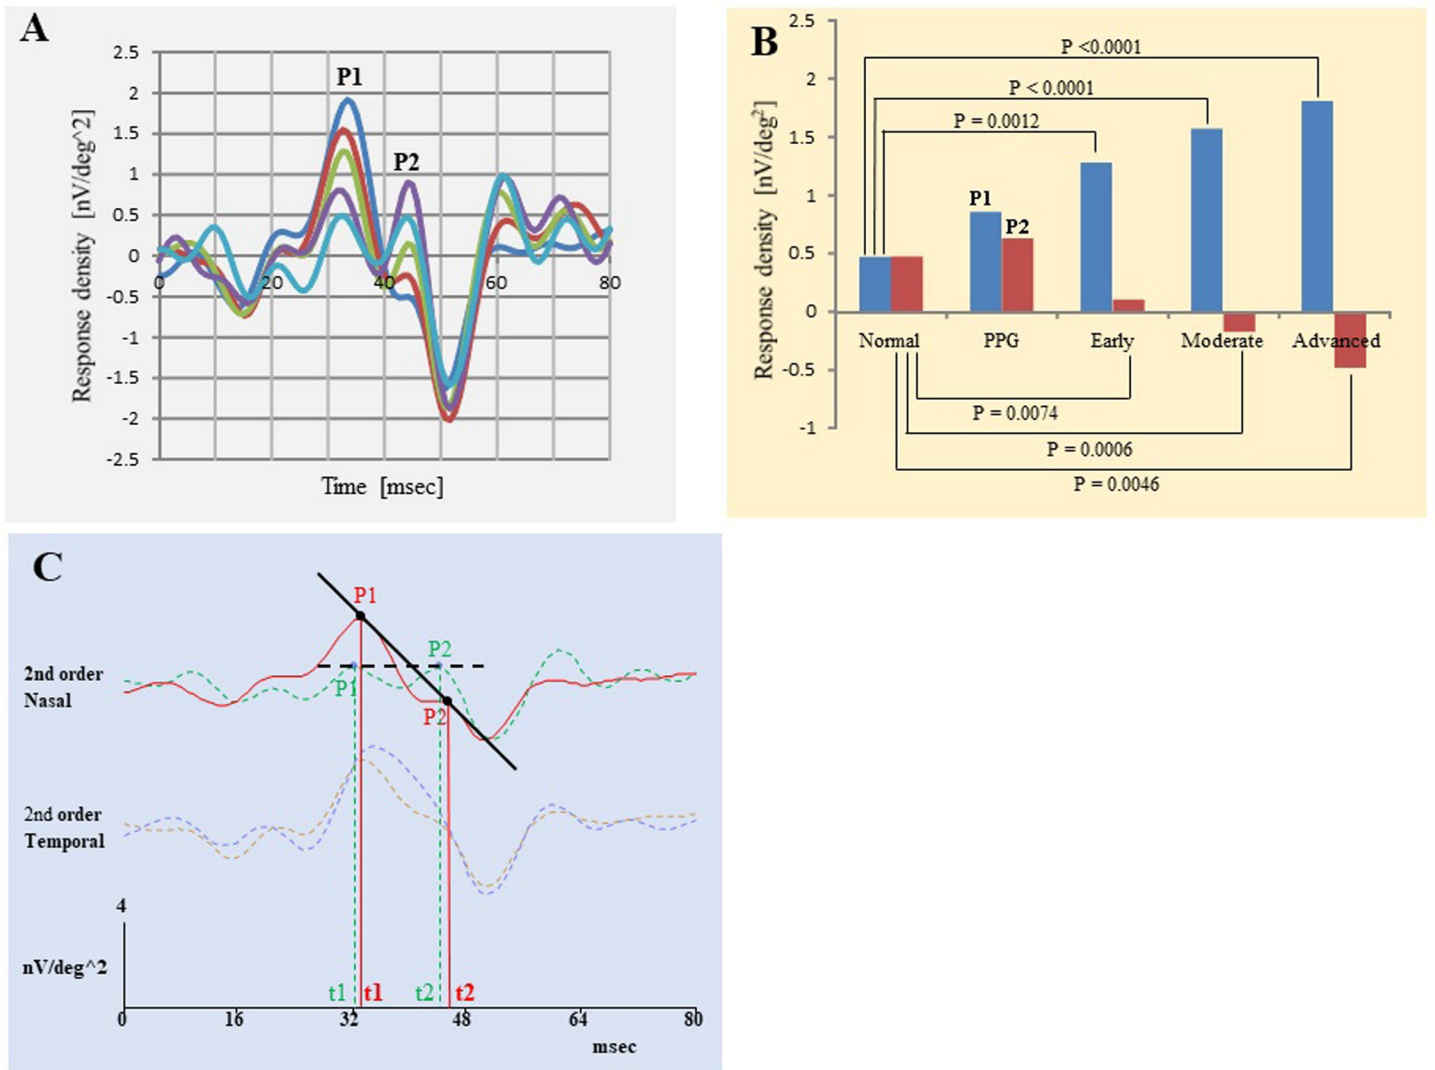 A
P1
P2
2.5
2
1.5
1
0.5
0
-0.5
-1
-1.5
-2
-2.5
0 20 40 60 80
Response density [nV/deg^2]
Time [msec]
B
2.5
2
1.5
1
0.5
0
-0.5
-1
Response density [nV/deg²]
P <0.0001
P < 0.0001
P = 0.0012
P1
P2
Normal PPG Early Moderate Advanced
P = 0.0074
P = 0.0006
P = 0.0046
C
P1
P2
2nd order
Nasal
P1
P2
2nd order
Temporal
4
nV/deg^2
t1 t1 t2 t2
0 16 32 48 64 80
msec